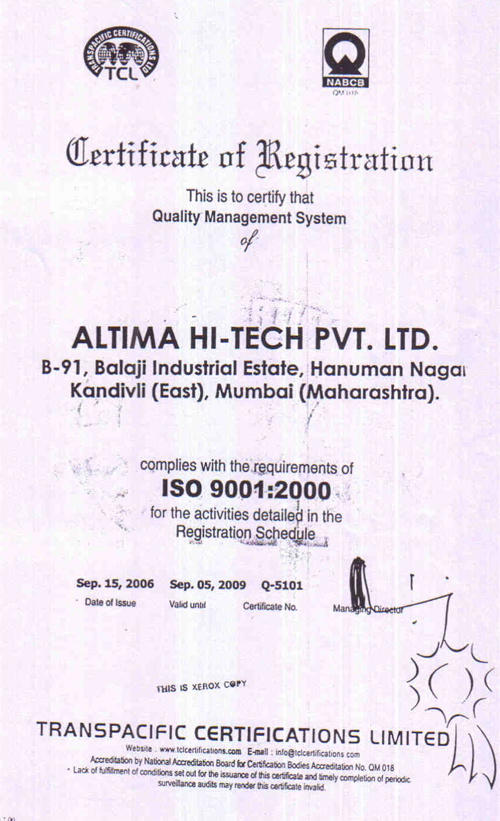 TRANSPACIFIC CERTIFICATIONS LTD
TCL
NABCB
QM 018
Certificate of Registration
This is to certify that
Quality Management System
of
ALTIMA HI-TECH PVT. LTD.
B-91, Balaji Industrial Estate, Hanuman Nagar
Kandivli (East), Mumbai (Maharashtra).
complies with the requirements of
ISO 9001:2000
for the activities detailed in the
Registration Schedule
Sep. 15, 2006 Sep. 05, 2009 Q-5101
Date of Issue Valid until Certificate No. Managing Director
THIS IS XEROX COPY
TRANSPACIFIC CERTIFICATIONS LIMITED
Website : www.tclcertifications.com E-mail : info@tclcertifications.com
Accreditation by National Accreditation Board for Certification Bodies Accreditation No. QM 018
- Lack of fulfillment of conditions set out for the issuance of this certificate and timely completion of periodic
surveillance audits may render this certificate invalid.